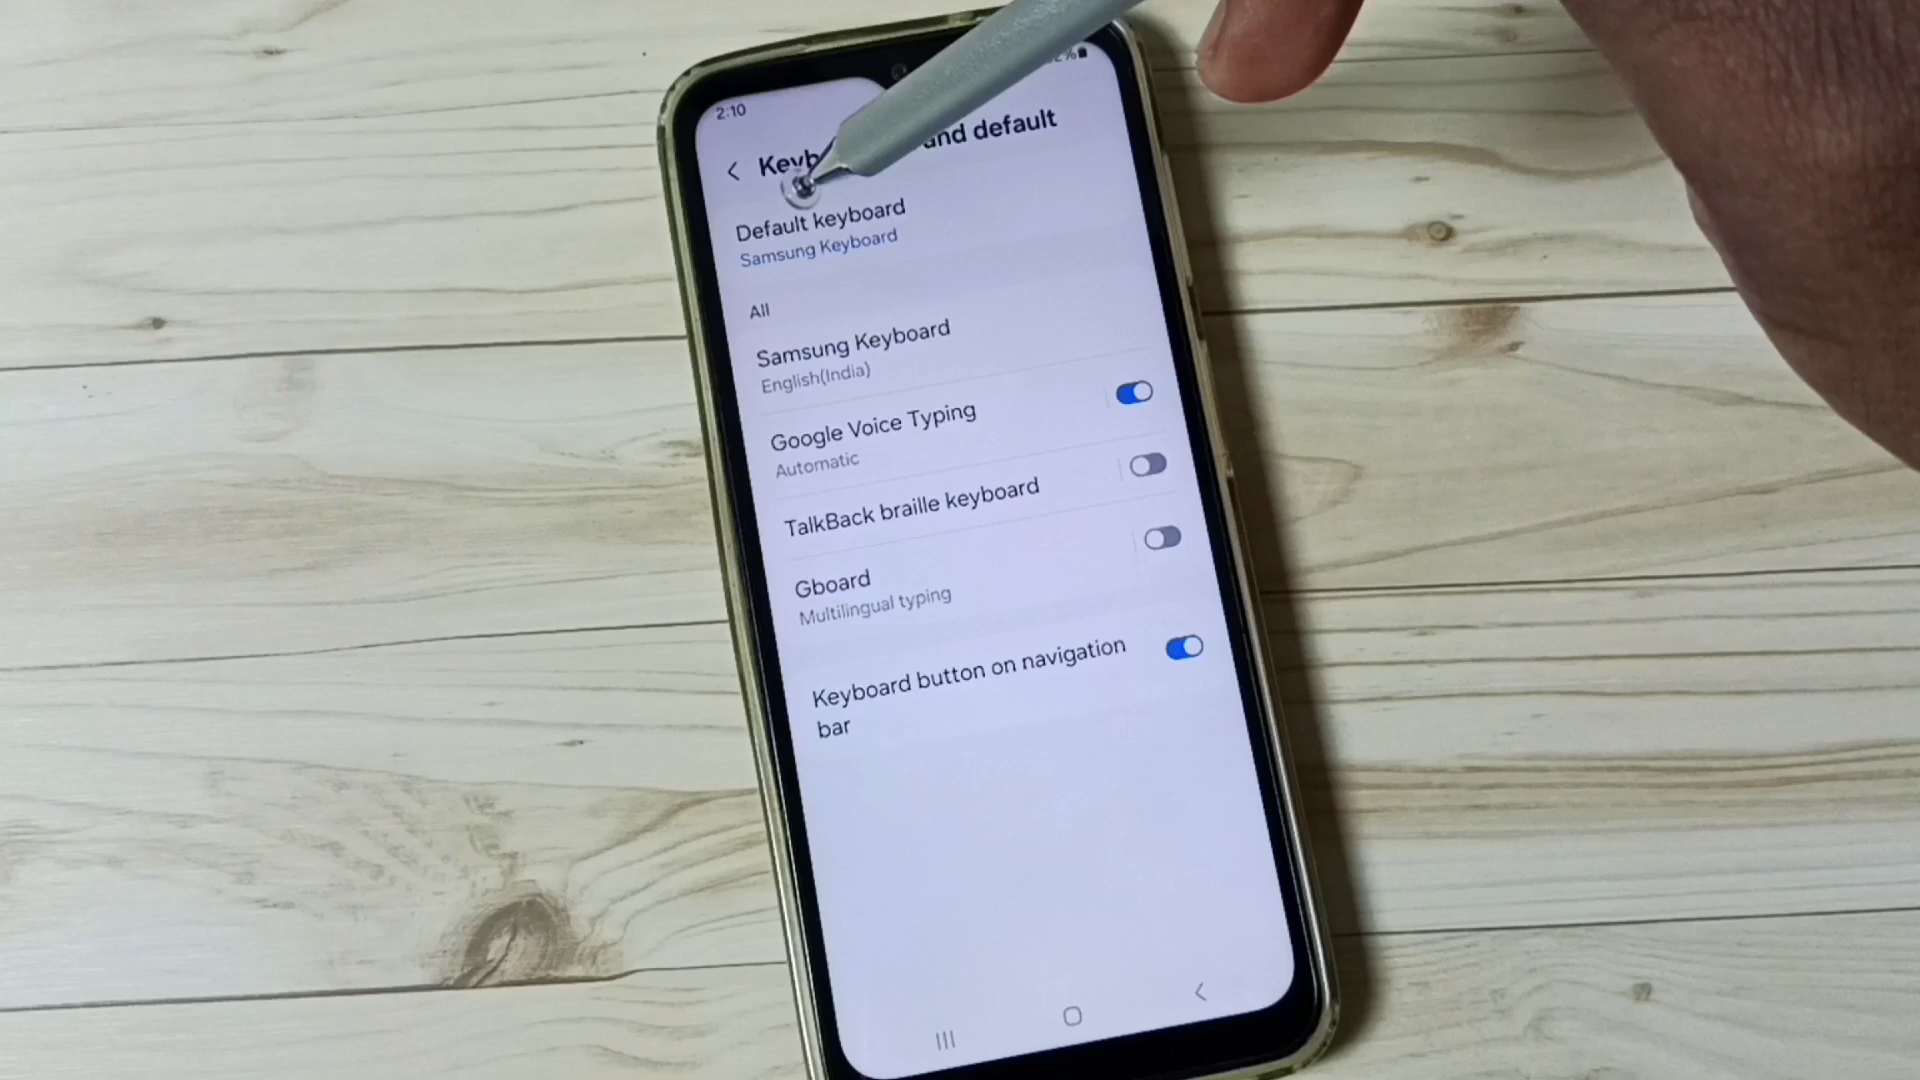 2:10
and default
Default keyboard
Samsung Keyboard
All
Samsung Keyboard
English(India)
Google Voice Typing
Automatic
TalkBack braille keyboard
Gboard
Multilingual typing
Keyboard button on navigation
bar